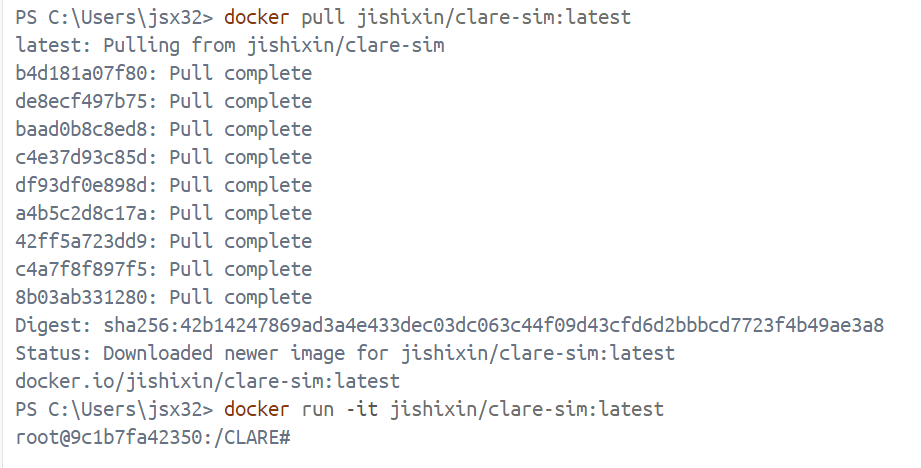 PS C:\Users\jsx32> docker pull jishixin/clare-sim:latest
latest: Pulling from jishixin/clare-sim
b4d181a07f80: Pull complete
de8ecf497b75: Pull complete
baad0b8c8ed8: Pull complete
c4e37d93c85d: Pull complete
df93df0e898d: Pull complete
a4b5c2d8c17a: Pull complete
42ff5a723dd9: Pull complete
c4a7f8f897f5: Pull complete
8b03ab331280: Pull complete
Digest: sha256:42b14247869ad3a4e433dec03dc063c44f09d43cfd6d2bbbcd7723f4b49ae3a8
Status: Downloaded newer image for jishixin/clare-sim:latest
docker.io/jishixin/clare-sim:latest
PS C:\Users\jsx32> docker run -it jishixin/clare-sim:latest
root@9c1b7fa42350:/CLARE#